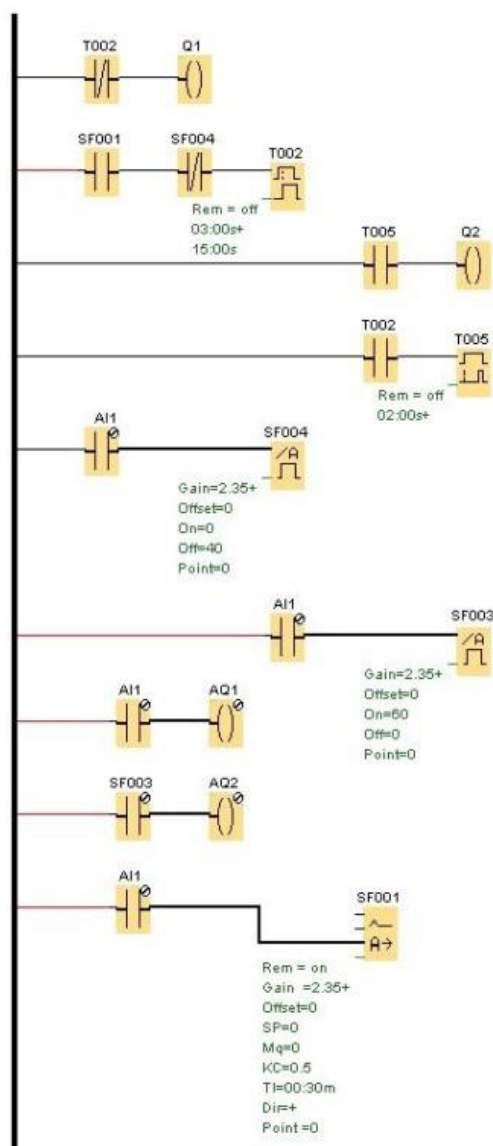 T002 Q1
SF001 SF004 T002
Rem = off
03:00s+
15:00s
T005 Q2
T002 T005
Rem = off
02:00s+
AI1 SF004
Gain=2.35+
Offset=0
On=0
Off=40
Point=0
AI1 SF003
Gain=2.35+
Offset=0
On=60
Off=0
Point=0
AI1 AQ1
SF003 AQ2
AI1 SF001
Rem = on
Gain =2.35+
Offset=0
SP=0
Mq=0
KC=0.5
TI=00:30m
Dir=+
Point =0